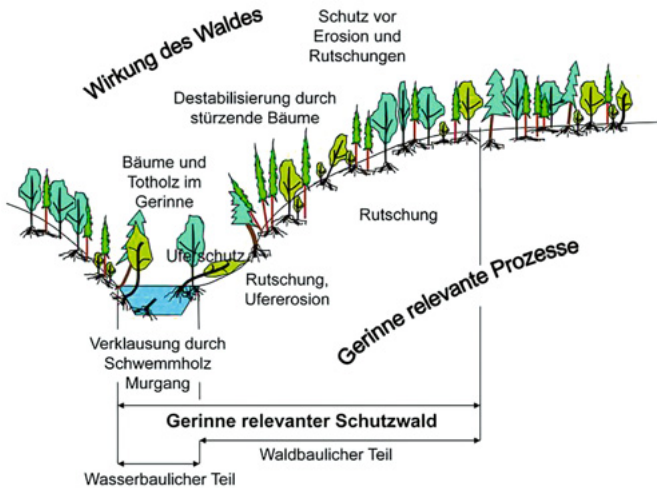 Wirkung des Waldes
Schutz vor
Erosion und
Rutschungen
Destabilisierung durch
stürzende Bäume
Bäume und
Totholz im
Gerinne
Uferschutz
Rutschung
Rutschung,
Ufererosion
Gerinne relevante Prozesse
Verklausung durch
Schwemmholz
Murgang
Gerinne relevanter Schutzwald
Waldbaulicher Teil
Wasserbaulicher Teil